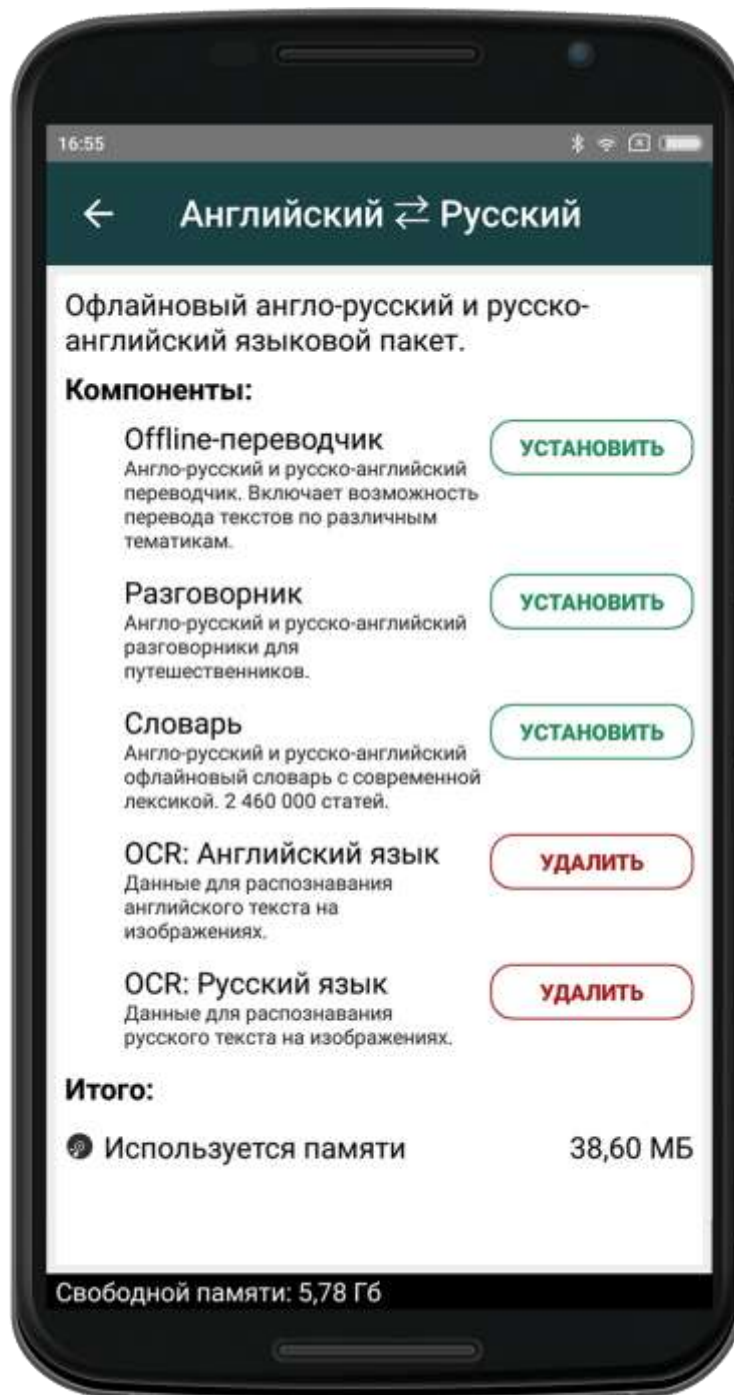 16:55
Английский ⇄ Русский
Офлайновый англо-русский и русско-
английский языковой пакет.
Компоненты:
Offline-переводчик
УСТАНОВИТЬ
Англо-русский и русско-английский
переводчик. Включает возможность
перевода текстов по различным
тематикам.
Разговорник
УСТАНОВИТЬ
Англо-русский и русско-английский
разговорники для
путешественников.
Словарь
УСТАНОВИТЬ
Англо-русский и русско-английский
офлайновый словарь с современной
лексикой. 2 460 000 статей.
OCR: Английский язык
УДАЛИТЬ
Данные для распознавания
английского текста на
изображениях.
OCR: Русский язык
УДАЛИТЬ
Данные для распознавания
русского текста на изображениях.
Итого:
Используется памяти 38,60 МБ
Свободной памяти: 5,78 Гб